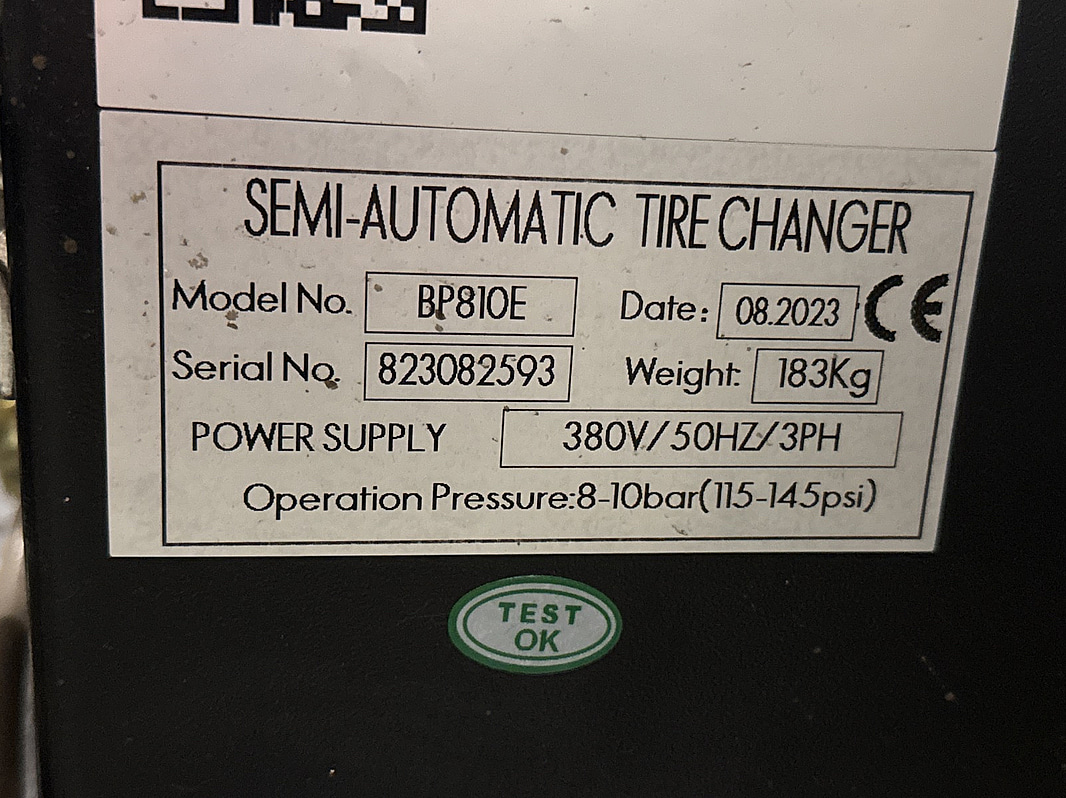 SEMI-AUTOMATIC TIRE CHANGER
Model No. BP810E Date: 08.2023 CE
Serial No. 823082593 Weight: 183Kg
POWER SUPPLY 380V/50HZ/3PH
Operation Pressure:8-10bar(115-145psi)
TEST
OK